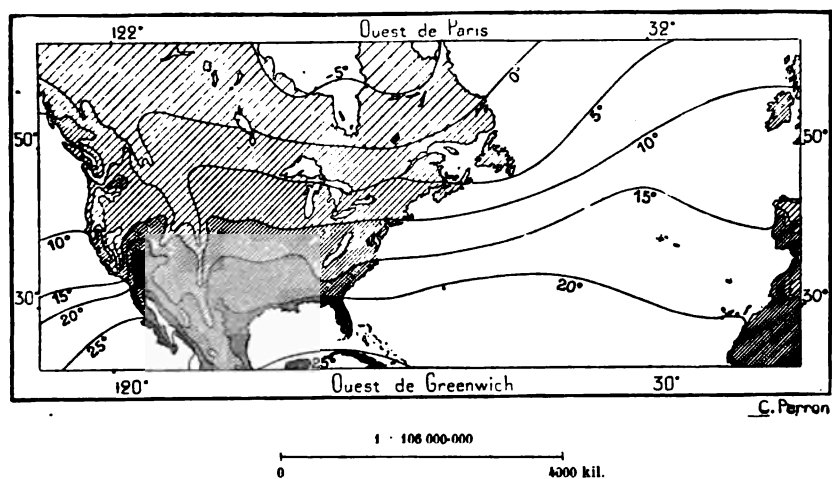 122° Ouest de Paris 32°
-5° 0° 5°
50° 10° 50°
15°
10°
15° 20°
30° 20° 30°
25° 25°
120° Ouest de Greenwich 30°
C. Perron
1 : 106 000 000
0 4000 kil.